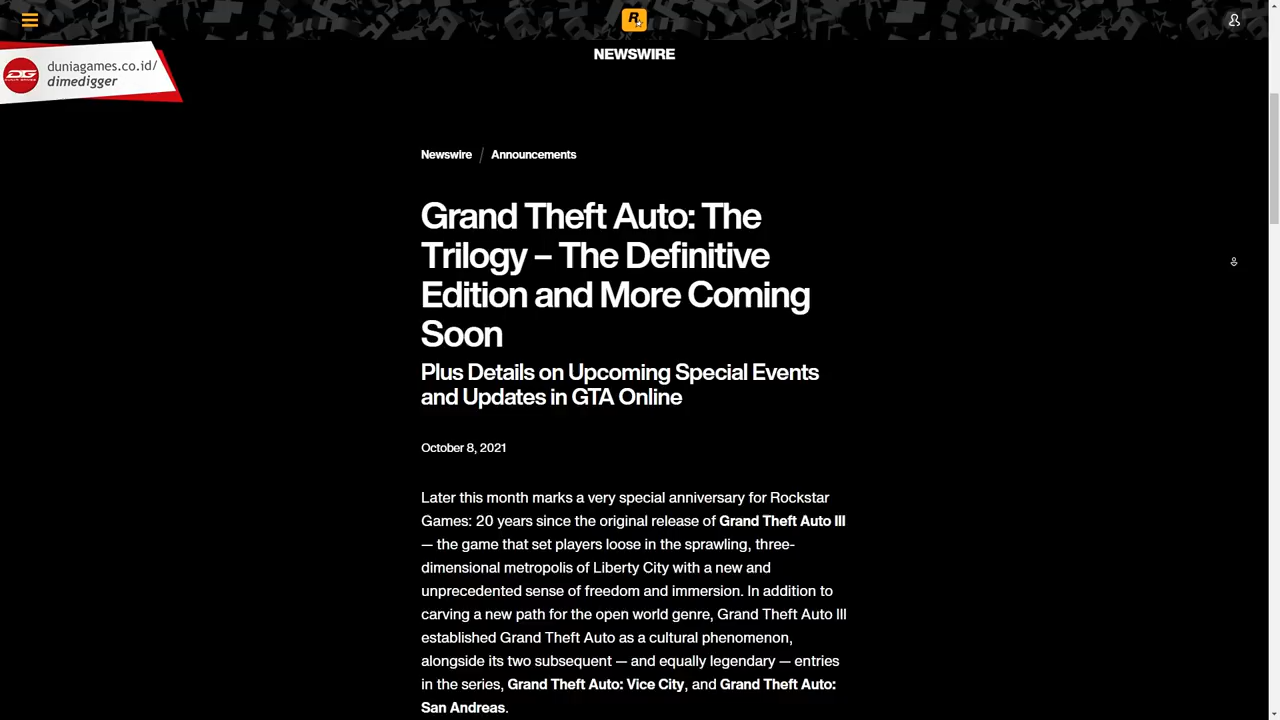 R
NEWSWIRE
DG
duniagames.co.id/
dimedigger
Newswire / Announcements
Grand Theft Auto: The
Trilogy – The Definitive
Edition and More Coming
Soon
Plus Details on Upcoming Special Events
and Updates in GTA Online
October 8, 2021
Later this month marks a very special anniversary for Rockstar
Games: 20 years since the original release of Grand Theft Auto III
— the game that set players loose in the sprawling, three-
dimensional metropolis of Liberty City with a new and
unprecedented sense of freedom and immersion. In addition to
carving a new path for the open world genre, Grand Theft Auto III
established Grand Theft Auto as a cultural phenomenon,
alongside its two subsequent — and equally legendary — entries
in the series, Grand Theft Auto: Vice City, and Grand Theft Auto:
San Andreas.